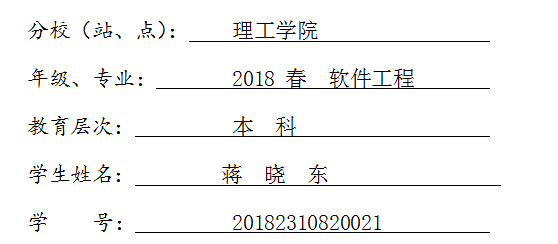 分校（站、点）： 理工学院
年级、专业： 2018 春 软件工程
教育层次： 本 科
学生姓名： 蒋 晓 东
学 号： 20182310820021